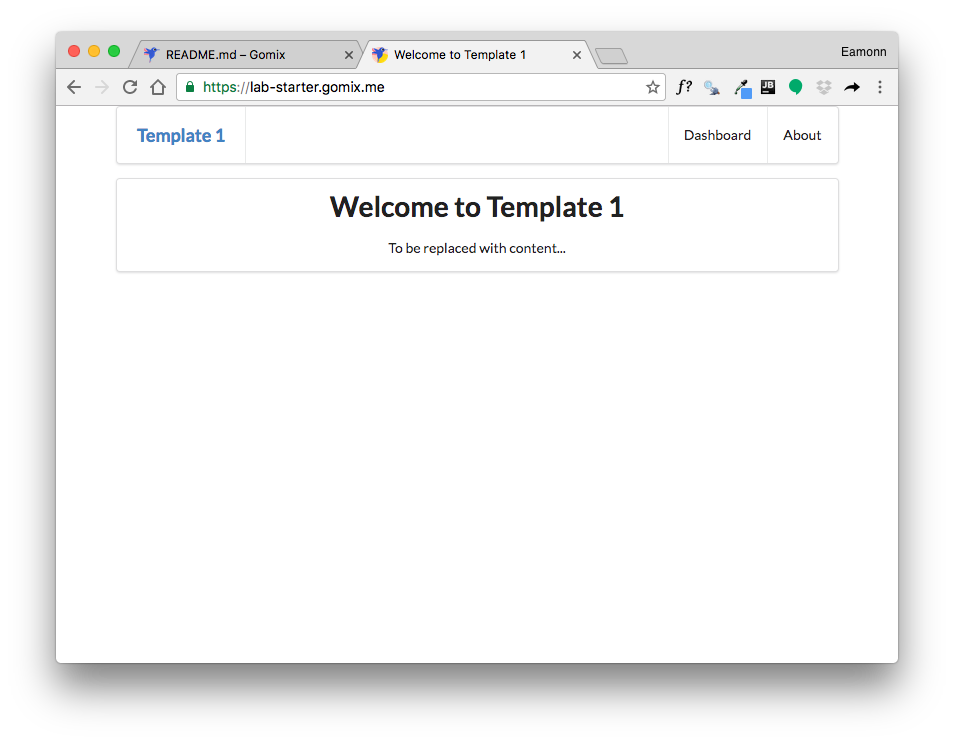 README.md – Gomix
Welcome to Template 1
Eamonn
https://lab-starter.gomix.me
f?
JB
Template 1
Dashboard
About
Welcome to Template 1
To be replaced with content...